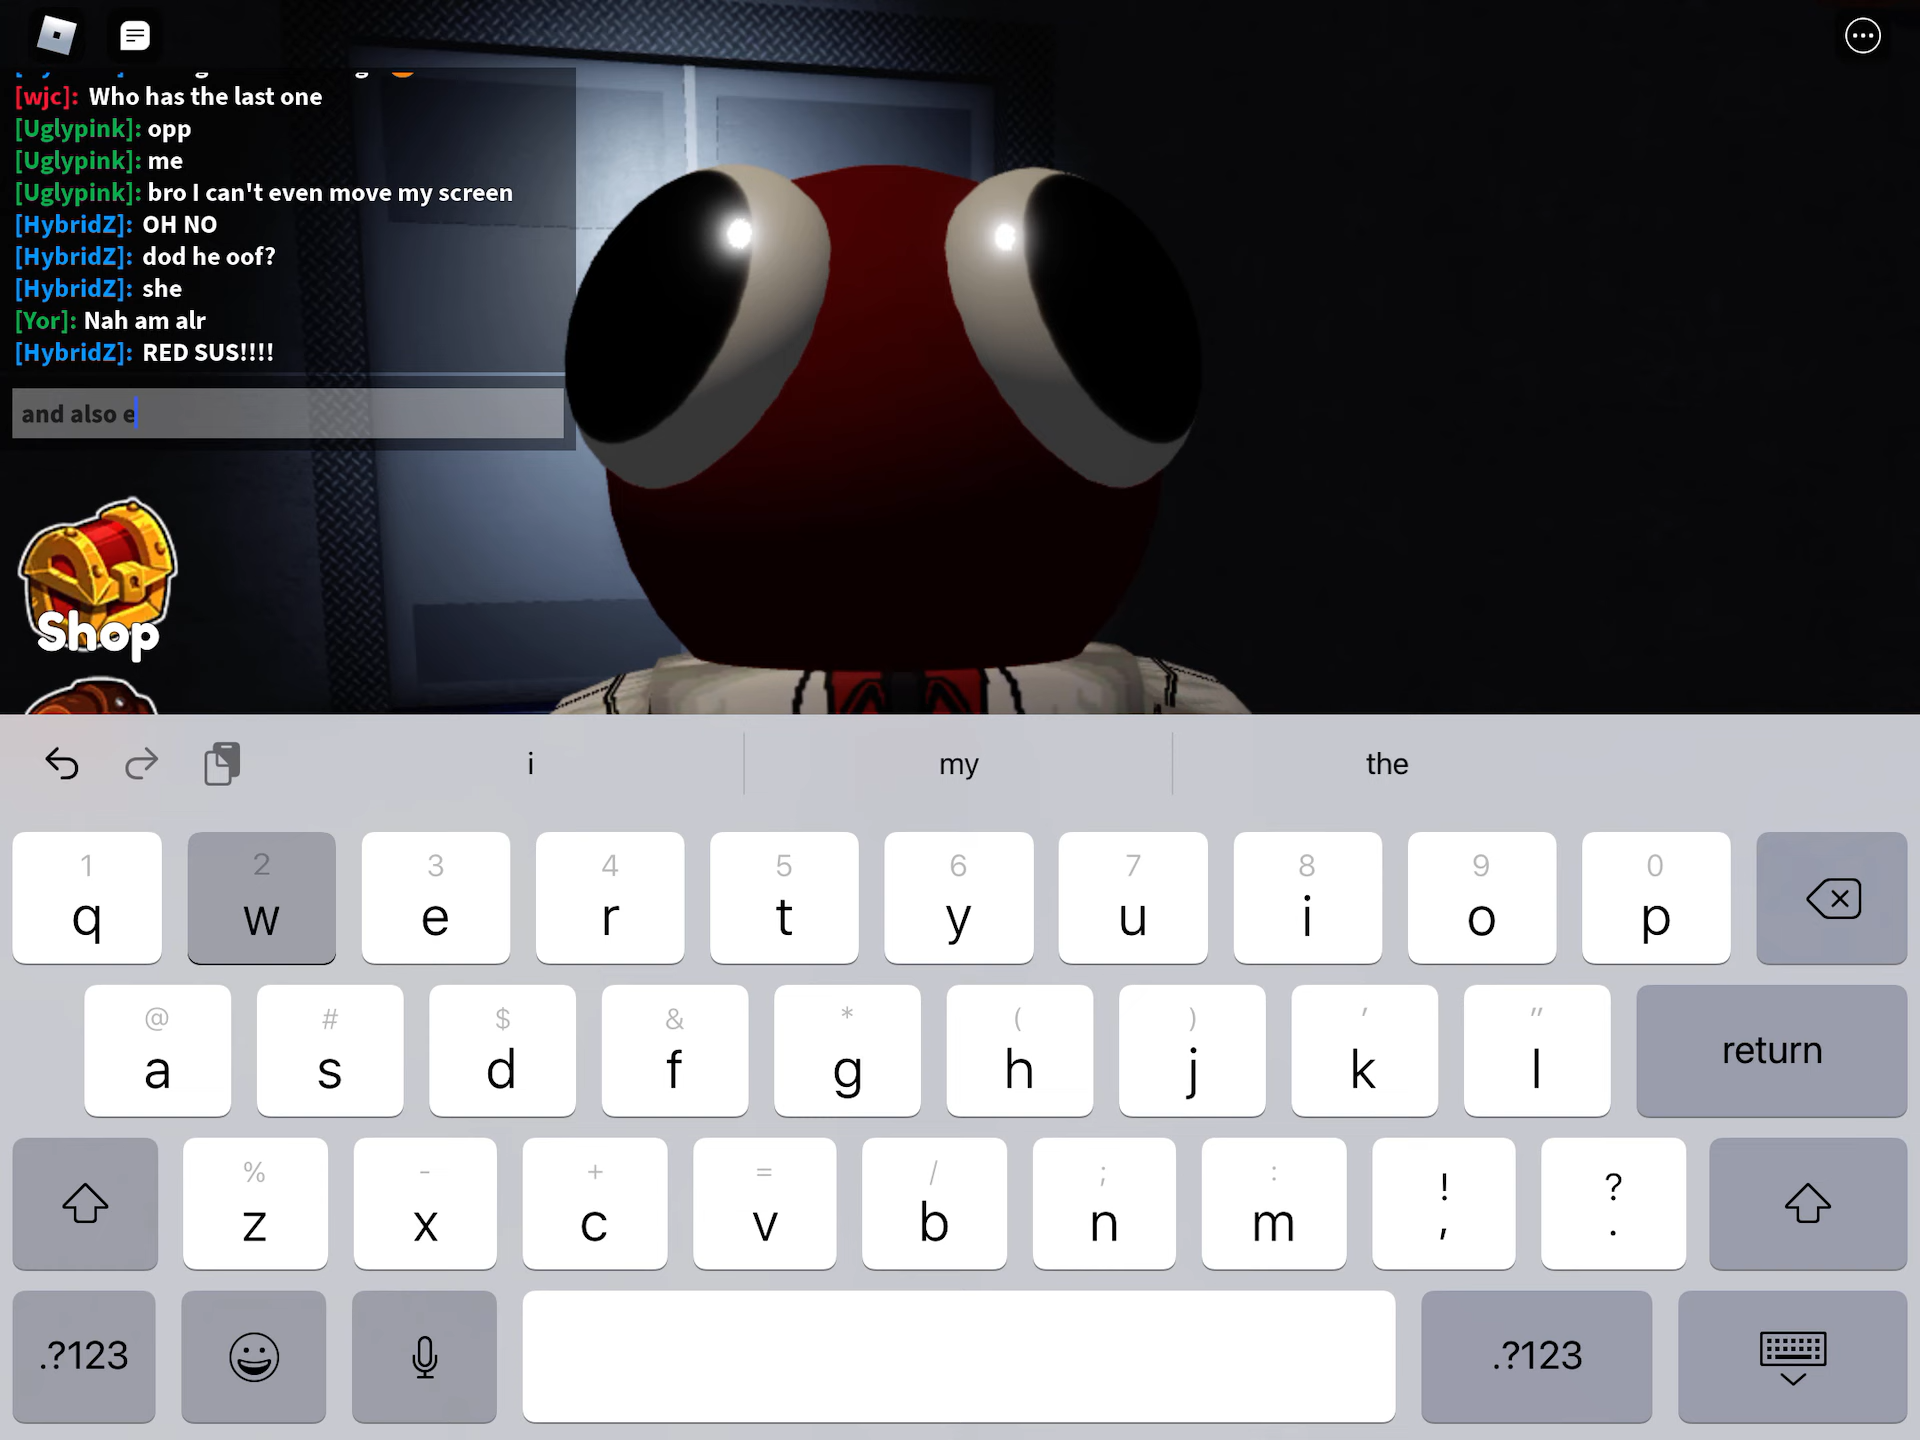 [wjc]: Who has the last one
[Uglypink]: opp
[Uglypink]: me
[Uglypink]: bro I can't even move my screen
[HybridZ]: OH NO
[HybridZ]: dod he oof?
[HybridZ]: she
[Yor]: Nah am alr
[HybridZ]: RED SUS!!!!
and also e
Shop
i my the
1 2 3 4 5 6 7 8 9 0
q w e r t y u i o p
@ # $ & * ( ) ' "
a s d f g h j k l return
% - + = / ; : ! ?
z x c v b n m , .
.?123 .?123